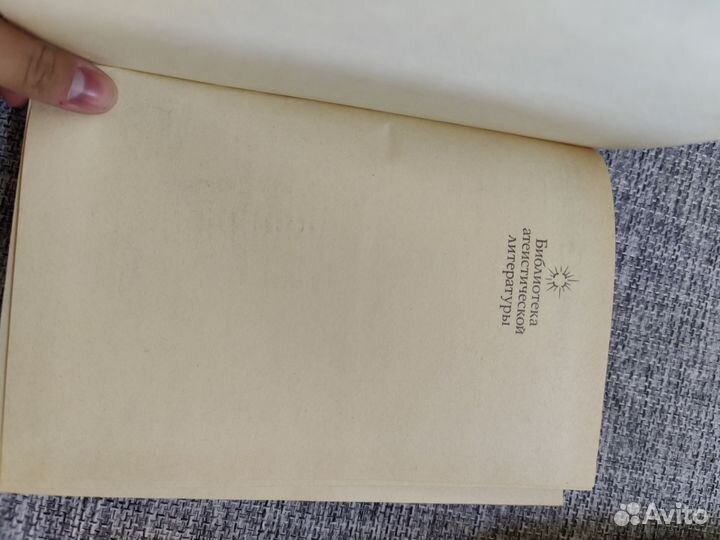 Библиотека
атеистической
литературы
Avito